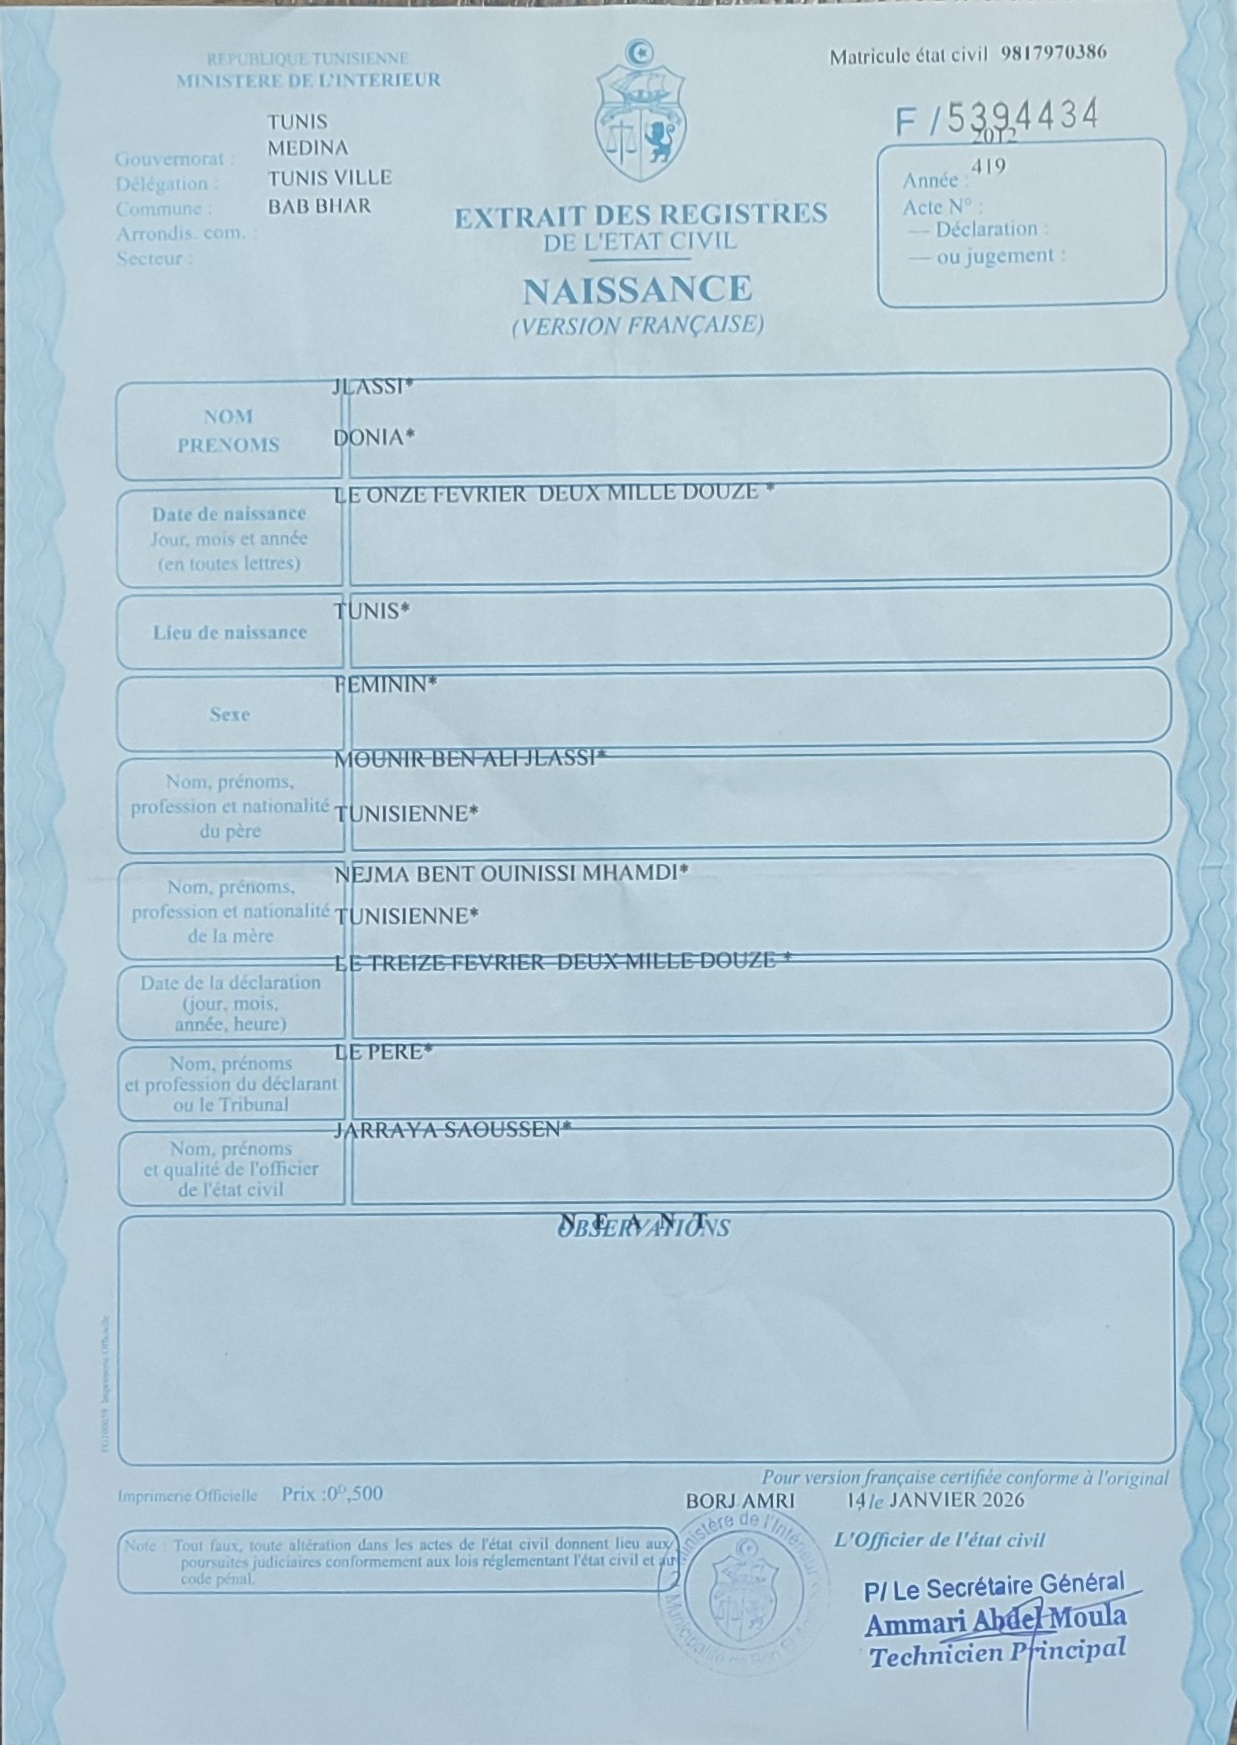 REPUBLIQUE TUNISIENNE
MINISTERE DE L'INTERIEUR
Matricule état civil 9817970386
F / 5394434
TUNIS
MEDINA
TUNIS VILLE
BAB BHAR
Gouvernorat :
Délégation :
Commune :
Arrondis. com. :
Secteur :
2012
419
Année :
Acte N° :
— Déclaration :
— ou jugement :
EXTRAIT DES REGISTRES
DE L'ETAT CIVIL
NAISSANCE
(VERSION FRANÇAISE)
NOM
PRENOMS
JLASSI*
DONIA*
Date de naissance
Jour, mois et année
(en toutes lettres)
LE ONZE FEVRIER DEUX MILLE DOUZE *
Lieu de naissance
TUNIS*
Sexe
FEMININ*
Nom, prénoms,
profession et nationalité
du père
MOUNIR BEN ALI JLASSI*
TUNISIENNE*
Nom, prénoms,
profession et nationalité
de la mère
NEJMA BENT OUINISSI MHAMDI*
TUNISIENNE*
Date de la déclaration
(jour, mois,
année, heure)
LE TREIZE FEVRIER DEUX MILLE DOUZE *
Nom, prénoms
et profession du déclarant
ou le Tribunal
LE PERE*
Nom, prénoms
et qualité de l'officier
de l'état civil
JARRAYA SAOUSSEN*
OBSERVATIONS
N E A N T
Imprimerie Officielle
Imprimerie Officielle Prix :0ᴰ,500
Pour version française certifiée conforme à l'original
BORJ AMRI 14 le JANVIER 2026
L'Officier de l'état civil
Note : Tout faux, toute altération dans les actes de l'état civil donnent lieu aux
poursuites judiciaires conformement aux lois réglementant l'état civil et au
code pénal.
Ministère de l'Intérieur
Municipalité de
P/ Le Secrétaire Général
Ammari Abdel Moula
Technicien Principal